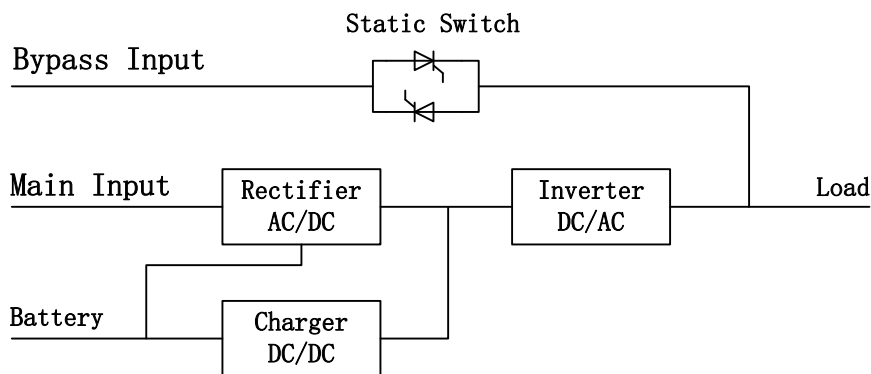 Static Switch
Bypass Input
Main Input
Rectifier
AC/DC
Inverter
DC/AC
Load
Battery
Charger
DC/DC